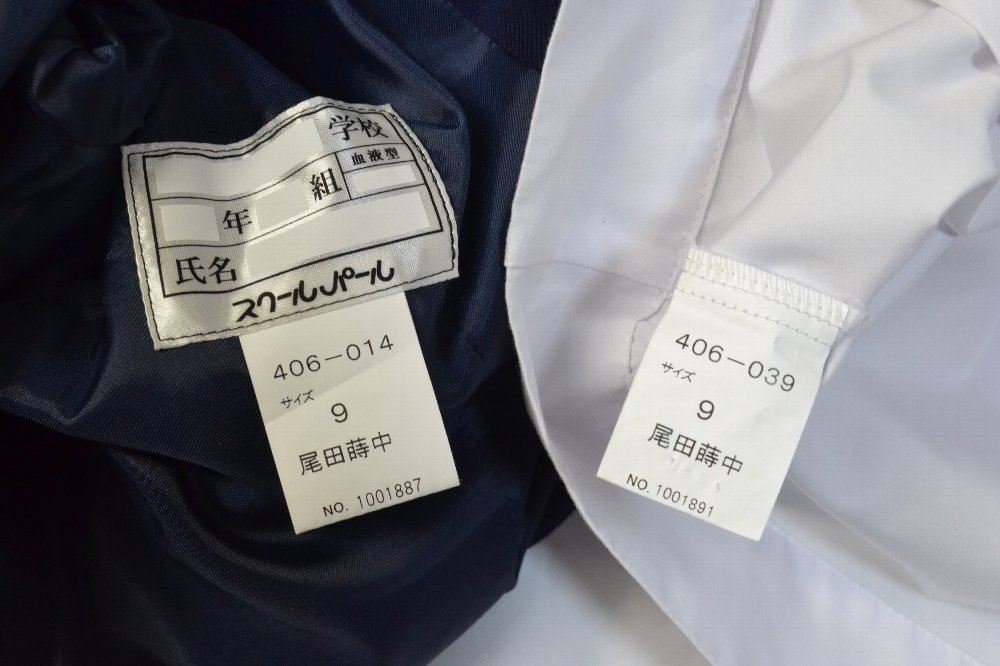 学校
血液型
年 組
氏名
スクールパール
406-014
サイズ
9
尾田蒔中
NO. 1001887
406-039
サイズ
9
尾田蒔中
NO. 1001891